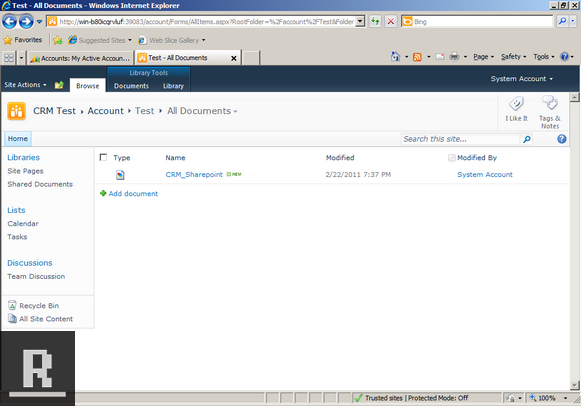 Test - All Documents - Windows Internet Explorer
http://win-b80icqrvluf:39083/account/Forms/AllItems.aspx?RootFolder=%2Faccount%2FTest&Folder
Bing
Favorites
Suggested Sites
Web Slice Gallery
Accounts: My Active Accoun...
Test - All Documents
Page
Safety
Tools
Library Tools
System Account
Site Actions
Browse
Documents
Library
CRM Test
Account
Test
All Documents
I Like It
Tags & Notes
Home
Search this site...
Libraries
Site Pages
Shared Documents
Lists
Calendar
Tasks
Discussions
Team Discussion
Recycle Bin
All Site Content
Type
Name
Modified
Modified By
CRM_Sharepoint
NEW
2/22/2011 7:37 PM
System Account
Add document
R
Trusted sites | Protected Mode: Off
100%